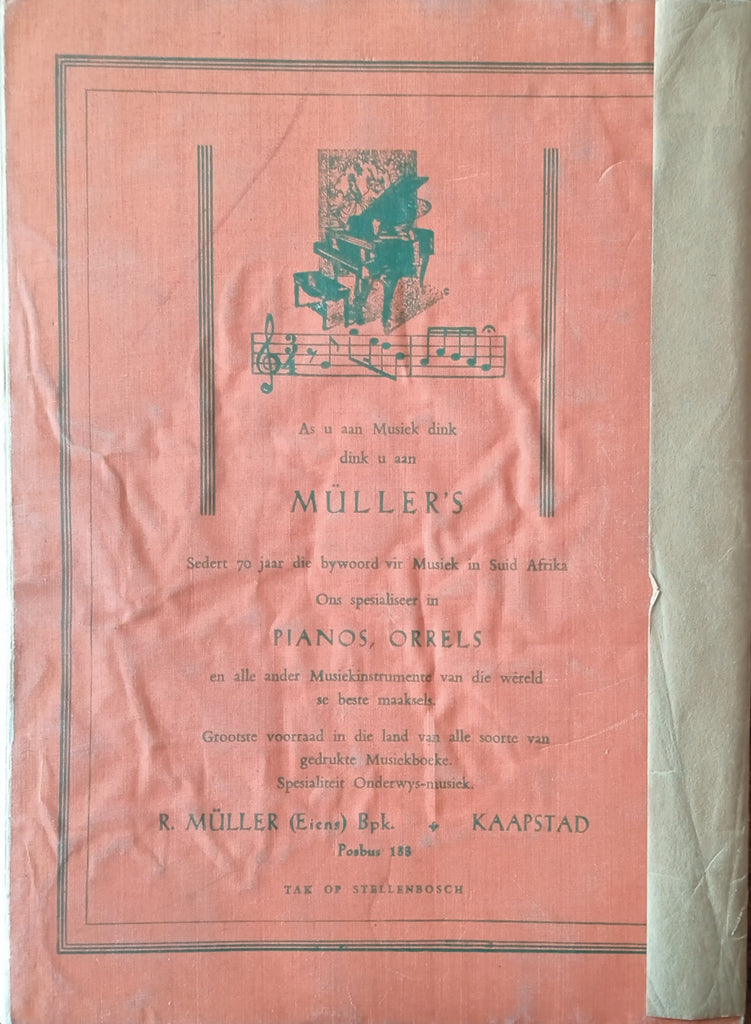 As u aan Musiek dink
dink u aan
MÜLLER'S
Sedert 70 jaar die bywoord vir Musiek in Suid Afrika
Ons spesialiseer in
PIANOS, ORRELS
en alle ander Musiekinstrumente van die wêreld
se beste maaksels.
Grootste voorraad in die land van alle soorte van
gedrukte Musiekboeke.
Spesialiteit Onderwys-musiek.
R. MÜLLER (Eiens) Bpk. KAAPSTAD
Posbus 188
TAK OP STELLENBOSCH